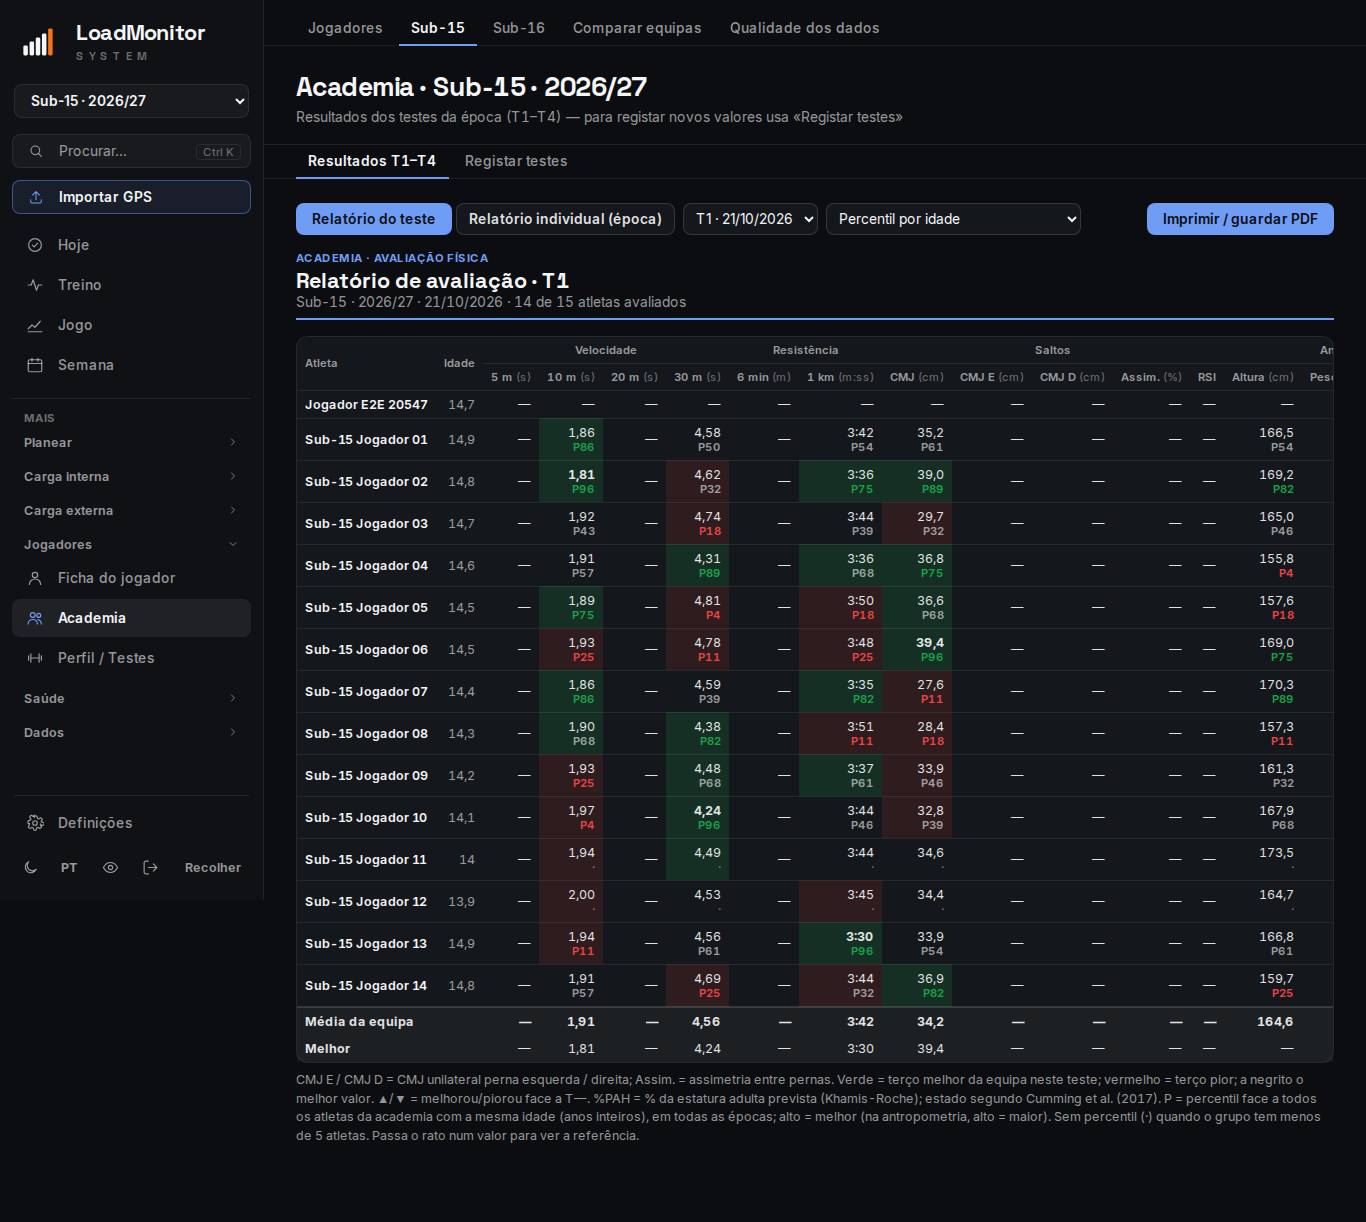 LoadMonitor
SYSTEM
Sub-15 · 2026/27
Procurar... Ctrl K
Importar GPS
Hoje
Treino
Jogo
Semana
MAIS
Planear
Carga interna
Carga externa
Jogadores
Ficha do jogador
Academia
Perfil / Testes
Saúde
Dados
Definições
PT Recolher
Jogadores Sub-15 Sub-16 Comparar equipas Qualidade dos dados
Academia · Sub-15 · 2026/27
Resultados dos testes da época (T1–T4) — para registar novos valores usa «Registar testes»
Resultados T1–T4 Registar testes
Relatório do teste Relatório individual (época) T1 · 21/10/2026 Percentil por idade Imprimir / guardar PDF
ACADEMIA · AVALIAÇÃO FÍSICA
Relatório de avaliação · T1
Sub-15 · 2026/27 · 21/10/2026 · 14 de 15 atletas avaliados
Atleta Idade Velocidade Resistência Saltos An
5 m (s) 10 m (s) 20 m (s) 30 m (s) 6 min (m) 1 km (m:ss) CMJ (cm) CMJ E (cm) CMJ D (cm) Assim. (%) RSI Altura (cm) Peso
Jogador E2E 20547 14,7 — — — — — — — — — — — —
Sub-15 Jogador 01 14,9 — 1,86 — 4,58 — 3:42 35,2 — — — — 166,5
P86 P50 P54 P61 P54
Sub-15 Jogador 02 14,8 — 1,81 — 4,62 — 3:36 39,0 — — — — 169,2
P96 P32 P75 P89 P82
Sub-15 Jogador 03 14,7 — 1,92 — 4,74 — 3:44 29,7 — — — — 165,0
P43 P18 P39 P32 P46
Sub-15 Jogador 04 14,6 — 1,91 — 4,31 — 3:36 36,8 — — — — 155,8
P57 P89 P68 P75 P4
Sub-15 Jogador 05 14,5 — 1,89 — 4,81 — 3:50 36,6 — — — — 157,6
P75 P4 P18 P68 P18
Sub-15 Jogador 06 14,5 — 1,93 — 4,78 — 3:48 39,4 — — — — 169,0
P25 P11 P25 P96 P75
Sub-15 Jogador 07 14,4 — 1,86 — 4,59 — 3:35 27,6 — — — — 170,3
P86 P39 P82 P11 P89
Sub-15 Jogador 08 14,3 — 1,90 — 4,38 — 3:51 28,4 — — — — 157,3
P68 P82 P11 P18 P11
Sub-15 Jogador 09 14,2 — 1,93 — 4,48 — 3:37 33,9 — — — — 161,3
P25 P68 P61 P46 P32
Sub-15 Jogador 10 14,1 — 1,97 — 4,24 — 3:44 32,8 — — — — 167,9
P4 P96 P46 P39 P68
Sub-15 Jogador 11 14 — 1,94 — 4,49 — 3:44 34,6 — — — — 173,5
· · · · ·
Sub-15 Jogador 12 13,9 — 2,00 — 4,53 — 3:45 34,4 — — — — 164,7
· · · · ·
Sub-15 Jogador 13 14,9 — 1,94 — 4,56 — 3:30 33,9 — — — — 166,8
P11 P61 P96 P54 P61
Sub-15 Jogador 14 14,8 — 1,91 — 4,69 — 3:44 36,9 — — — — 159,7
P57 P25 P32 P82 P25
Média da equipa — 1,91 — 4,56 — 3:42 34,2 — — — — 164,6
Melhor — 1,81 — 4,24 — 3:30 39,4 — — — — —
CMJ E / CMJ D = CMJ unilateral perna esquerda / direita; Assim. = assimetria entre pernas. Verde = terço melhor da equipa neste teste; vermelho = terço pior; a negrito o
melhor valor. ▲/▼ = melhorou/piorou face a T—. %PAH = % da estatura adulta prevista (Khamis-Roche); estado segundo Cumming et al. (2017). P = percentil face a todos
os atletas da academia com a mesma idade (anos inteiros), em todas as épocas; alto = melhor (na antropometria, alto = maior). Sem percentil (·) quando o grupo tem menos
de 5 atletas. Passa o rato num valor para ver a referência.